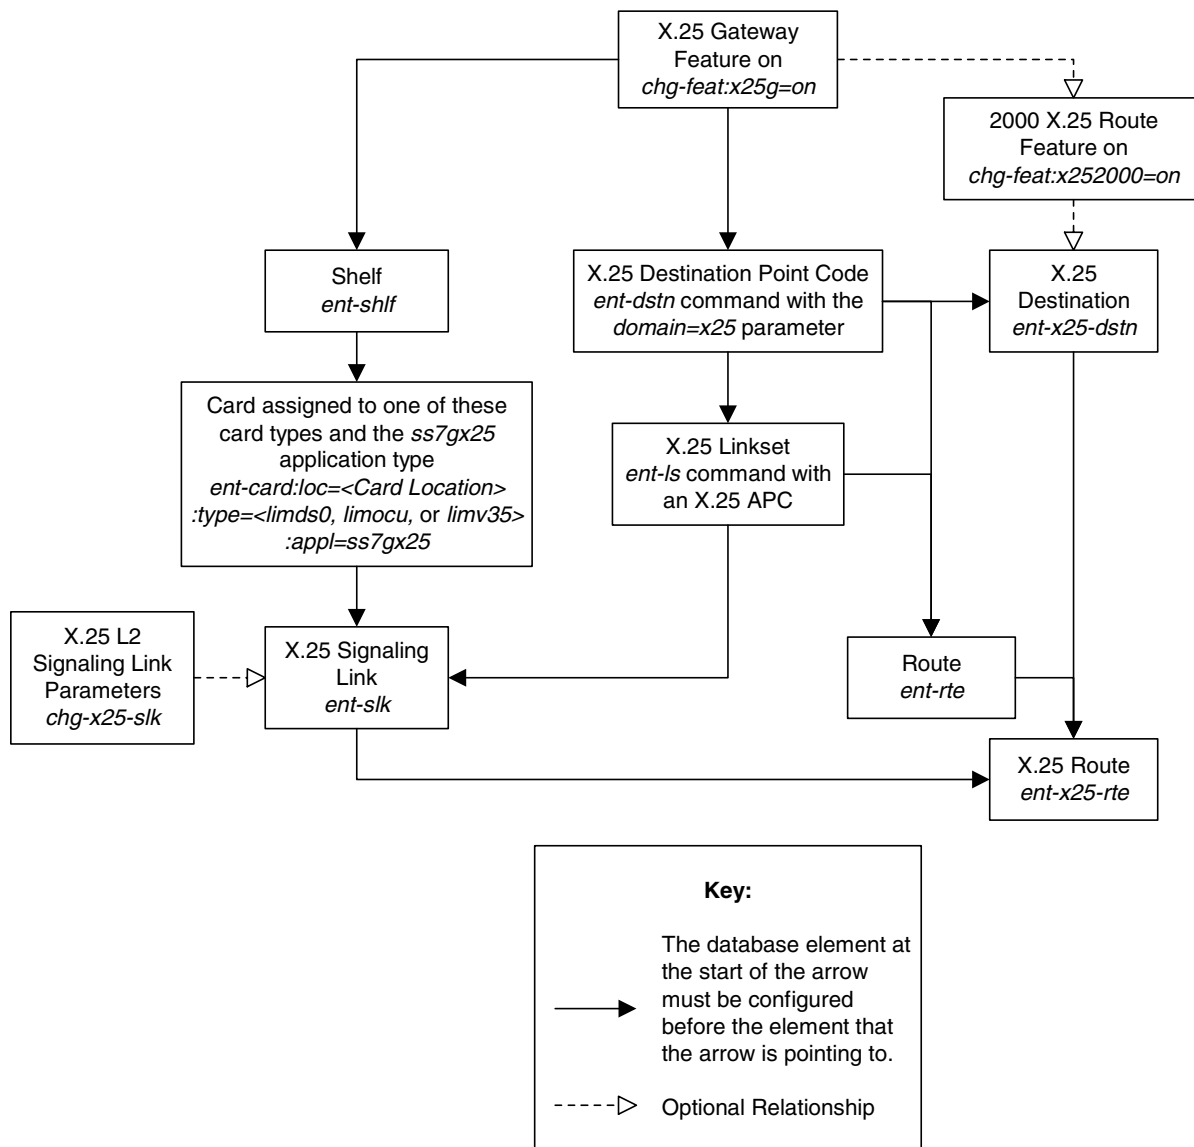 X.25 Gateway
Feature on
chg-feat:x25g=on
2000 X.25 Route
Feature on
chg-feat:x252000=on
Shelf
ent-shlf
X.25 Destination Point Code
ent-dstn command with the
domain=x25 parameter
X.25
Destination
ent-x25-dstn
Card assigned to one of these
card types and the ss7gx25
application type
ent-card:loc=<Card Location>
:type=<limds0, limocu, or limv35>
:appl=ss7gx25
X.25 Linkset
ent-ls command with
an X.25 APC
X.25 L2
Signaling Link
Parameters
chg-x25-slk
X.25 Signaling
Link
ent-slk
Route
ent-rte
X.25 Route
ent-x25-rte
Key:
The database element at
the start of the arrow
must be configured
before the element that
the arrow is pointing to.
Optional Relationship